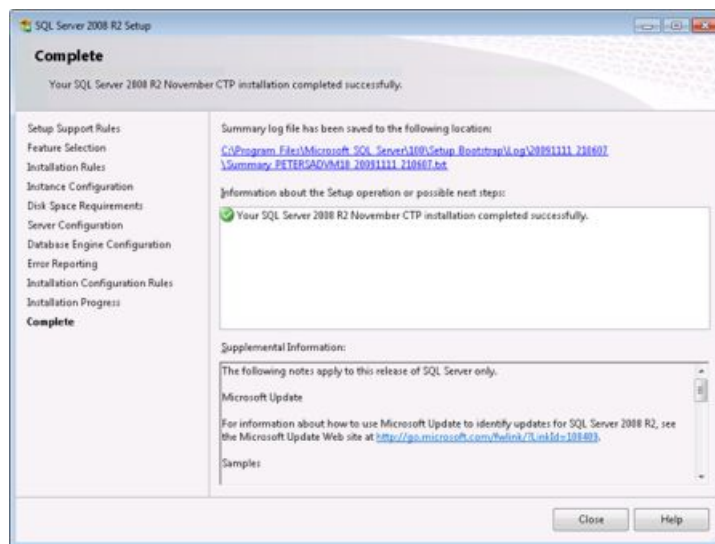 SQL Server 2008 R2 Setup
Complete
Your SQL Server 2008 R2 November CTP installation completed successfully.
Setup Support Rules
Feature Selection
Installation Rules
Instance Configuration
Disk Space Requirements
Server Configuration
Database Engine Configuration
Error Reporting
Installation Configuration Rules
Installation Progress
Complete
Summary log file has been saved to the following location:
C:\Program Files\Microsoft SQL Server\100\Setup Bootstrap\Log\20091111_210607
\Summary_PETERSADVM18_20091111_210607.txt
Information about the Setup operation or possible next steps:
Your SQL Server 2008 R2 November CTP installation completed successfully.
Supplemental Information:
The following notes apply to this release of SQL Server only.
Microsoft Update
For information about how to use Microsoft Update to identify updates for SQL Server 2008 R2, see
the Microsoft Update Web site at http://go.microsoft.com/fwlink/?LinkId=108409.
Samples
Close
Help